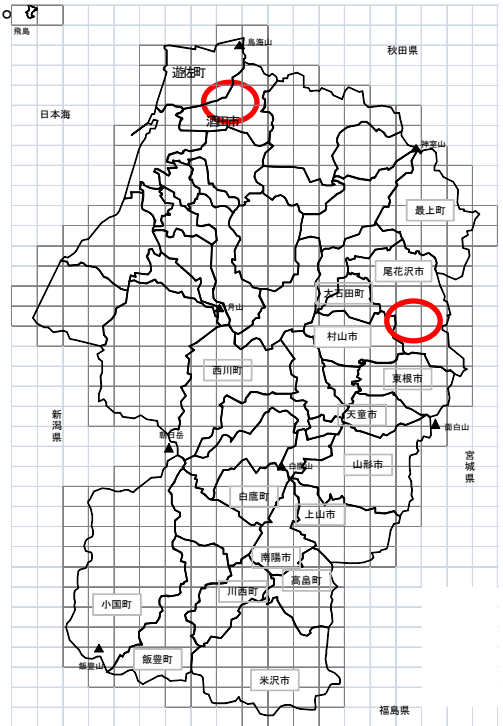 飛島
鳥海山
秋田県
遊佐町
日本海
酒田市
神室山
最上町
尾花沢市
大石田町
月山
村山市
西川町
東根市
天童市
新潟県
面白山
朝日岳
宮城県
白鷹山
山形市
白鷹町
上山市
南陽市
高畠町
川西町
小国町
飯豊町
飯豊山
米沢市
福島県